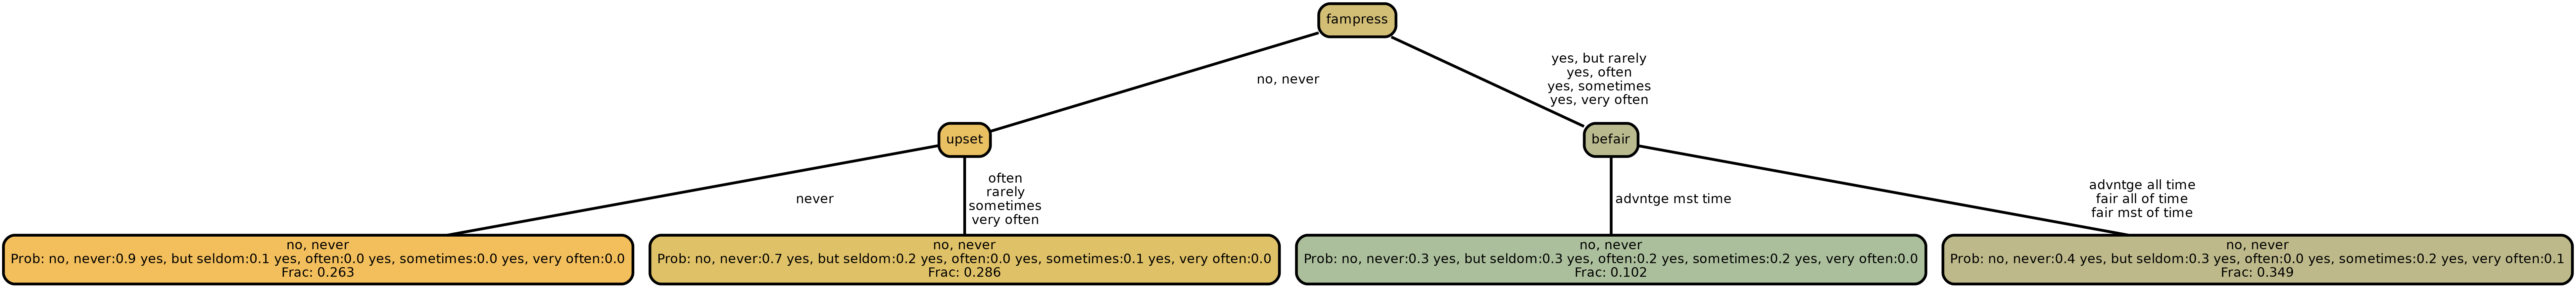 fampress
no, never
yes, but rarely
yes, often
yes, sometimes
yes, very often
upset
befair
never
often
rarely
sometimes
very often
advntge mst time
advntge all time
fair all of time
fair mst of time
no, never
Prob: no, never:0.9 yes, but seldom:0.1 yes, often:0.0 yes, sometimes:0.0 yes, very often:0.0
Frac: 0.263
no, never
Prob: no, never:0.7 yes, but seldom:0.2 yes, often:0.0 yes, sometimes:0.1 yes, very often:0.0
Frac: 0.286
no, never
Prob: no, never:0.3 yes, but seldom:0.3 yes, often:0.2 yes, sometimes:0.2 yes, very often:0.0
Frac: 0.102
no, never
Prob: no, never:0.4 yes, but seldom:0.3 yes, often:0.0 yes, sometimes:0.2 yes, very often:0.1
Frac: 0.349